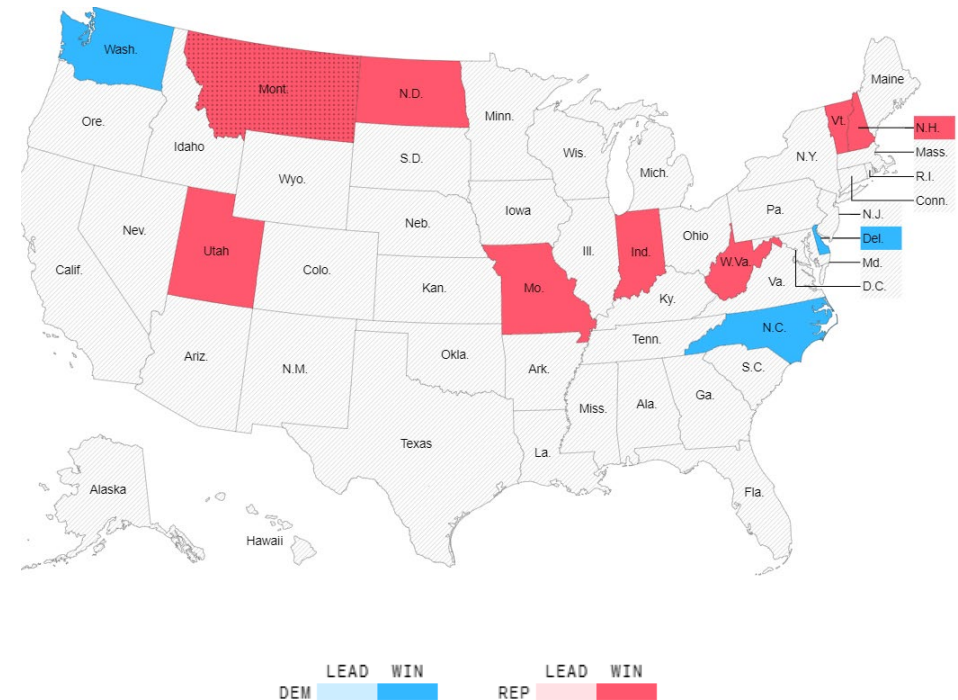 Wash.
Maine
Mont.
N.D.
Minn.
Vt.
Ore.
N.H.
Idaho
S.D.
Wis.
N.Y.
Mass.
Mich.
R.I.
Wyo.
Conn.
Iowa
Pa.
N.J.
Neb.
Nev.
Utah
Ill.
Ind.
Ohio
Del.
W.Va.
Md.
Calif.
Colo.
Va.
Kan.
Mo.
Ky.
D.C.
N.C.
Tenn.
Ariz.
Okla.
N.M.
Ark.
S.C.
Ga.
Miss.
Ala.
Texas
La.
Alaska
Fla.
Hawaii
LEAD WIN LEAD WIN
DEM REP